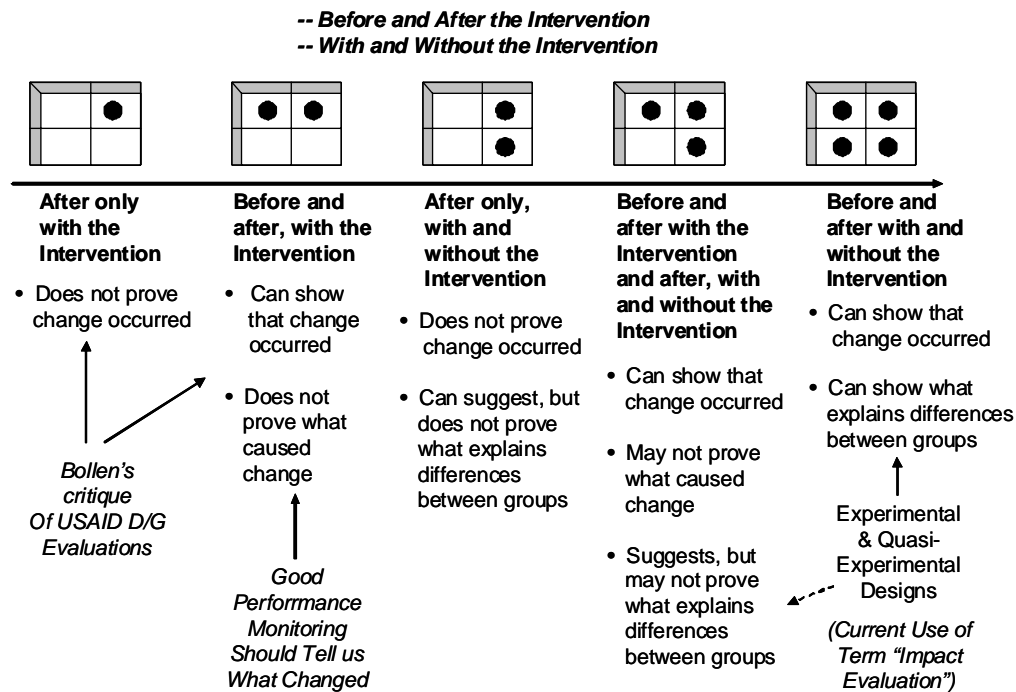 -- Before and After the Intervention
-- With and Without the Intervention
After only
with the
Intervention
• Does not prove
change occurred
Bollen's
critique
Of USAID D/G
Evaluations
Before and
after, with the
Intervention
• Can show
that change
occurred
• Does not
prove what
caused
change
Good
Perforrmance
Monitoring
Should Tell us
What Changed
After only,
with and
without the
Intervention
• Does not prove
change occurred
• Can suggest, but
does not prove
what explains
differences
between groups
Before and
after with the
Intervention
and after, with
and without the
Intervention
• Can show that
change occurred
• May not prove
what caused
change
• Suggests, but
may not prove
what explains
differences
between groups
Before and
after with and
without the
Intervention
• Can show that
change occurred
• Can show what
explains differences
between groups
Experimental
& Quasi-
Experimental
Designs
(Current Use of
Term “Impact
Evaluation”)